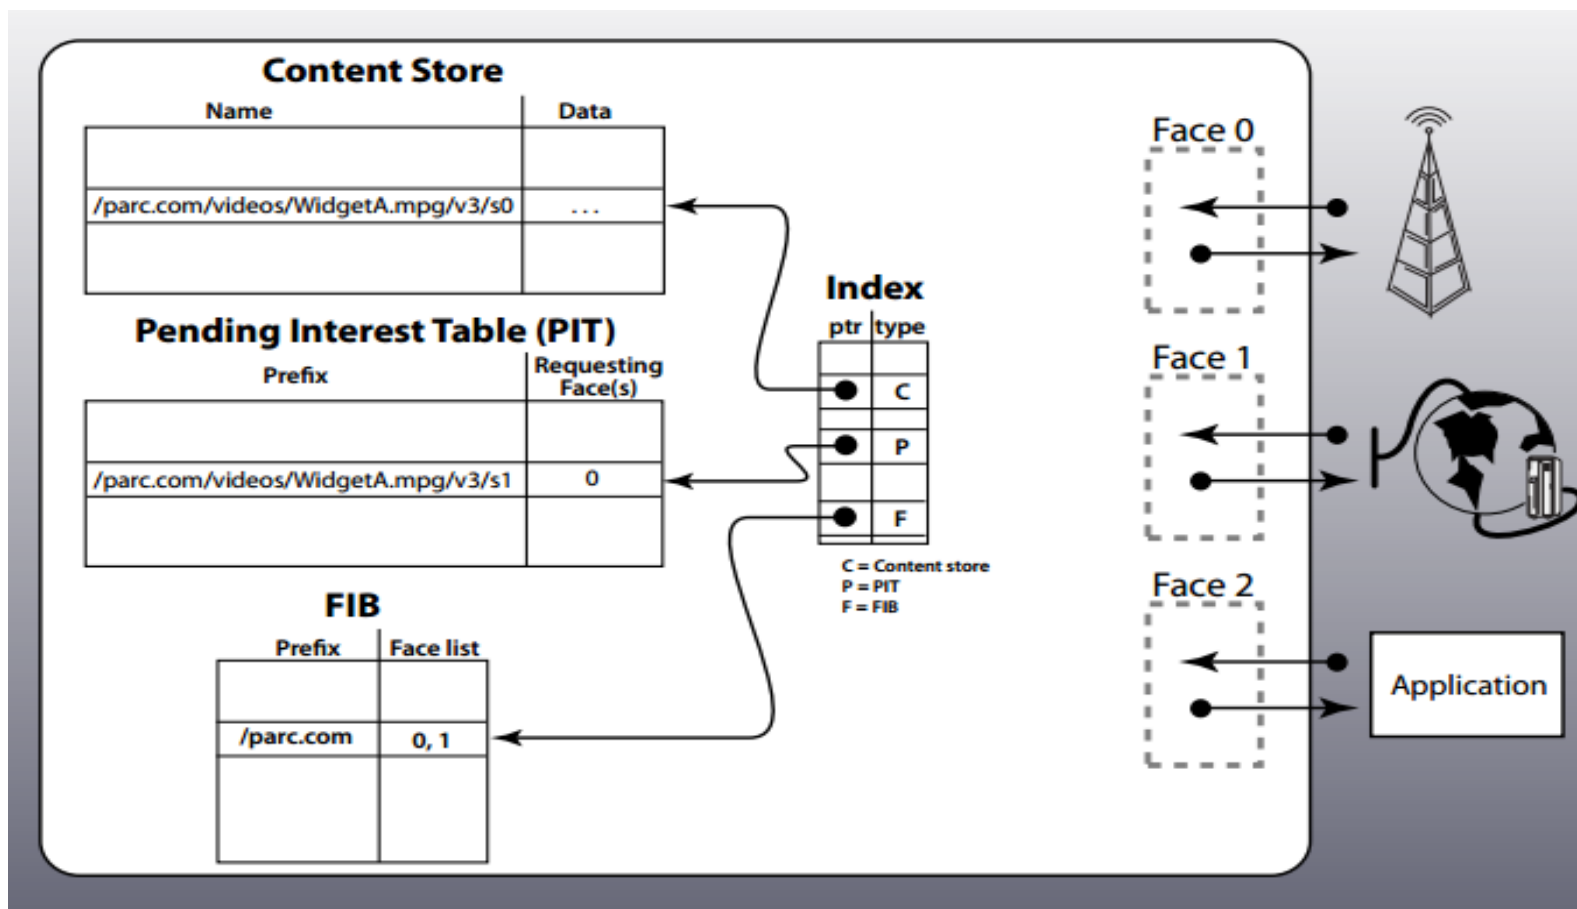 Content Store
Name Data
/parc.com/videos/WidgetA.mpg/v3/s0 ...
Pending Interest Table (PIT)
Prefix Requesting Face(s)
/parc.com/videos/WidgetA.mpg/v3/s1 0
FIB
Prefix Face list
/parc.com 0, 1
Index
ptr type
C
P
F
C = Content store
P = PIT
F = FIB
Face 0
Face 1
Face 2
Application